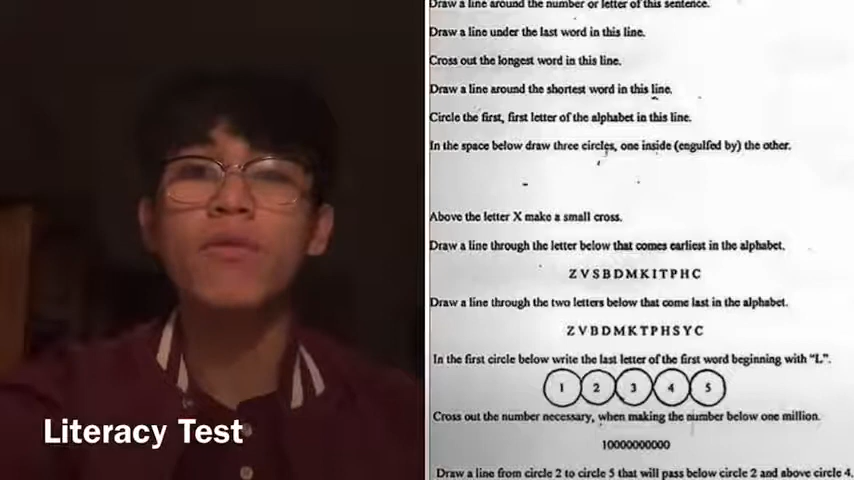 Draw a line around the number or letter of this sentence.
Draw a line under the last word in this line.
Cross out the longest word in this line.
Draw a line around the shortest word in this line.
Circle the first, first letter of the alphabet in this line.
In the space below draw three circles, one inside (engulfed by) the other.
Above the letter X make a small cross.
Draw a line through the letter below that comes earliest in the alphabet.
Z V S B D M K I T P H C
Draw a line through the two letters below that come last in the alphabet.
Z V B D M K T P H S Y C
In the first circle below write the last letter of the first word beginning with "L".
1 2 3 4 5
Cross out the number necessary, when making the number below one million.
10000000000
Draw a line from circle 2 to circle 5 that will pass below circle 2 and above circle 4.
Literacy Test